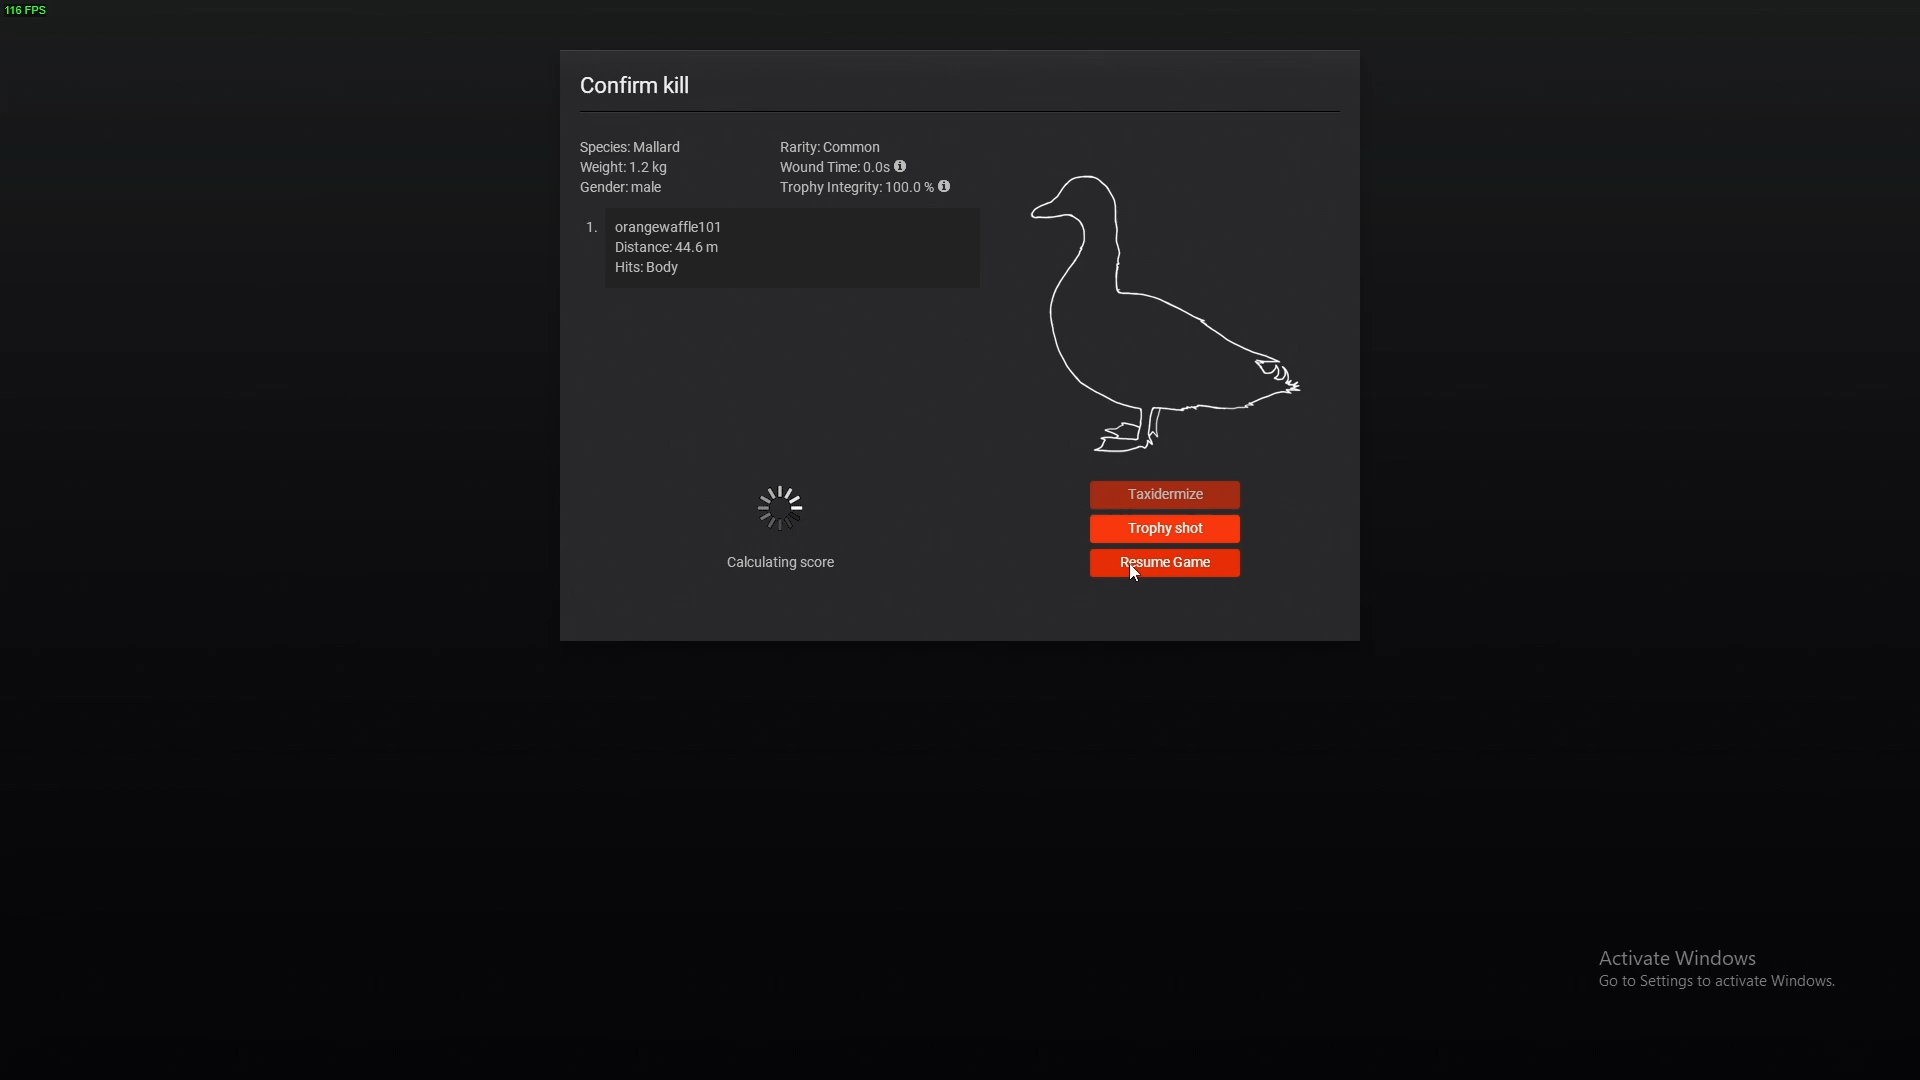 116 FPS
Confirm kill
Species: Mallard
Weight: 1.2 kg
Gender: male
Rarity: Common
Wound Time: 0.0s
Trophy Integrity: 100.0 %
1. orangewaffle101
Distance: 44.6 m
Hits: Body
Calculating score
Taxidermize
Trophy shot
Resume Game
Activate Windows
Go to Settings to activate Windows.